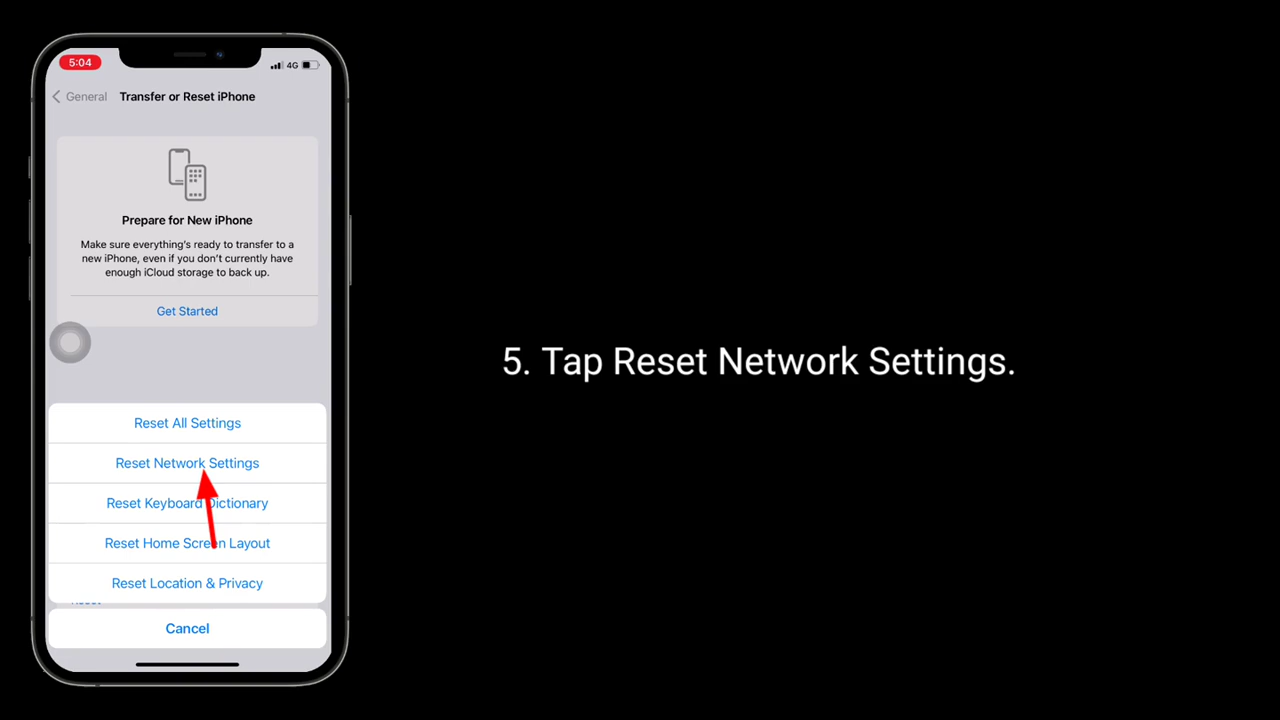 5:04
4G
General
Transfer or Reset iPhone
Prepare for New iPhone
Make sure everything's ready to transfer to a
new iPhone, even if you don't currently have
enough iCloud storage to back up.
Get Started
Reset All Settings
Reset Network Settings
Reset Keyboard Dictionary
Reset Home Screen Layout
Reset Location & Privacy
Reset
Cancel
5. Tap Reset Network Settings.